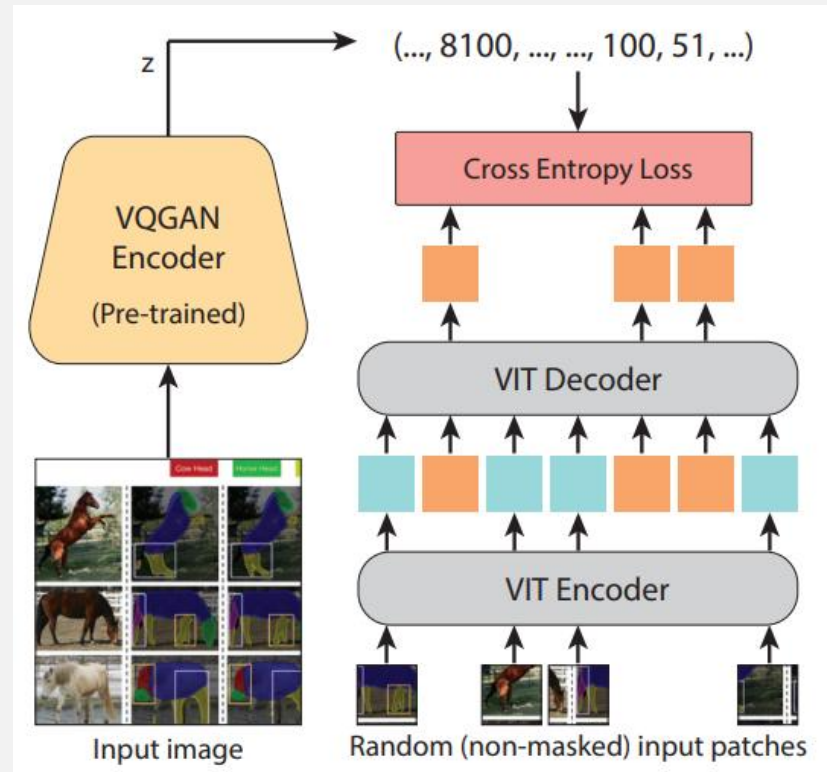 z
(..., 8100, ..., ..., 100, 51, ...)
Cross Entropy Loss
VQGAN
Encoder
(Pre-trained)
VIT Decoder
VIT Encoder
Cow Head
Horse Head
Input image
Random (non-masked) input patches